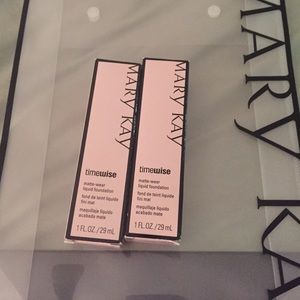 MARY KAY
timewise
matte-wear
liquid foundation
fond de teint liquide
fini mat
maquillaje líquido
acabado mate
1 FL.OZ./29 mL
MARY KAY
timewise
matte-wear
liquid foundation
fond de teint liquide
fini mat
maquillaje líquido
acabado mate
1 FL.OZ./29 mL
MARY KA